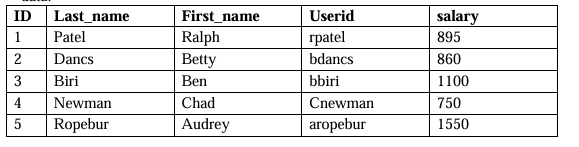 ID Last_name First_name Userid salary
1 Patel Ralph rpatel 895
2 Dancs Betty bdancs 860
3 Biri Ben bbiri 1100
4 Newman Chad Cnewman 750
5 Ropebur Audrey aropebur 1550